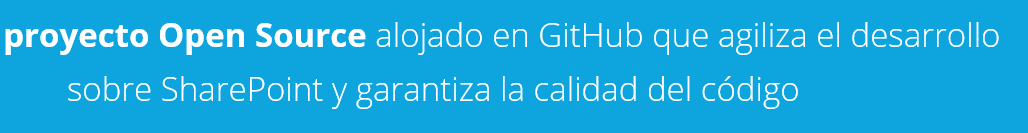 proyecto Open Source alojado en GitHub que agiliza el desarrollo
sobre SharePoint y garantiza la calidad del código